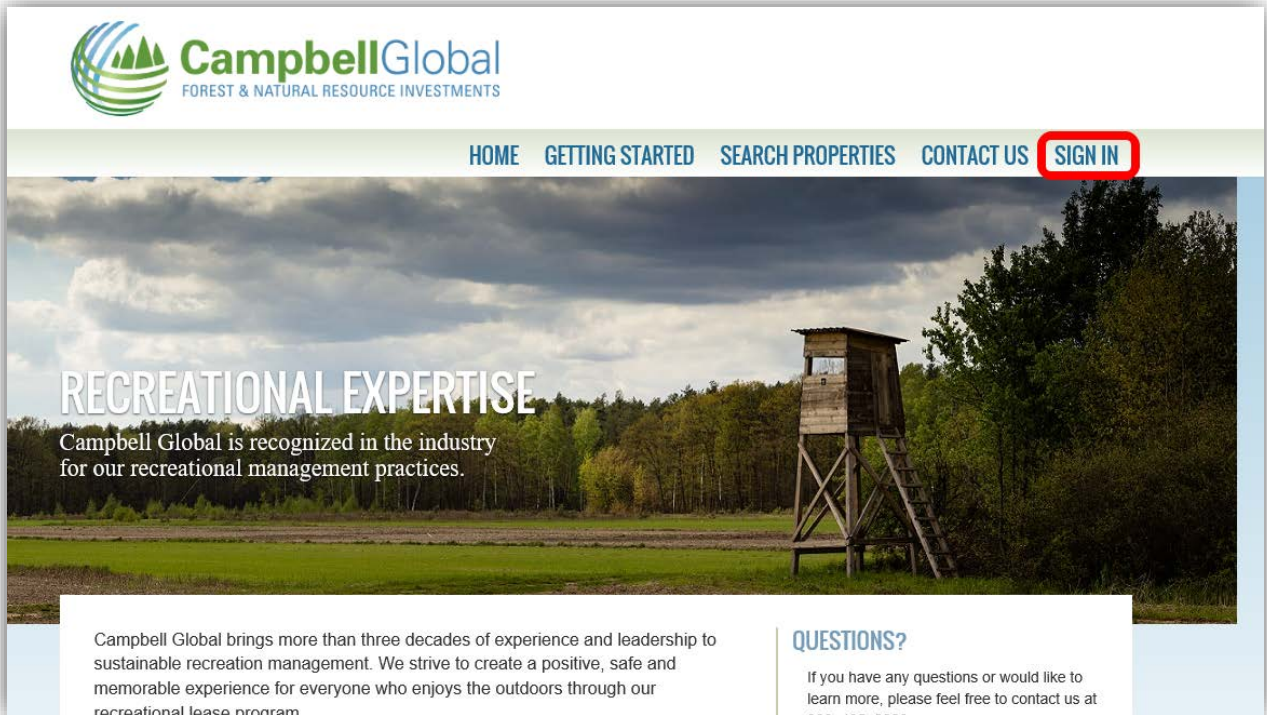 CampbellGlobal
FOREST & NATURAL RESOURCE INVESTMENTS
HOME GETTING STARTED SEARCH PROPERTIES CONTACT US SIGN IN
RECREATIONAL EXPERTISE
Campbell Global is recognized in the industry
for our recreational management practices.
Campbell Global brings more than three decades of experience and leadership to
sustainable recreation management. We strive to create a positive, safe and
memorable experience for everyone who enjoys the outdoors through our
recreational lease program
QUESTIONS?
If you have any questions or would like to
learn more, please feel free to contact us at